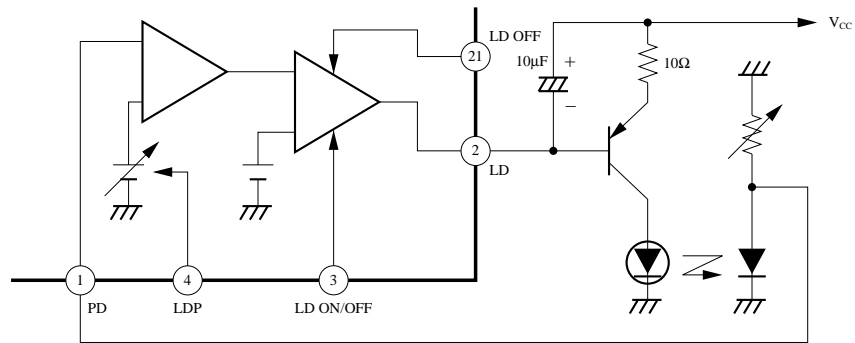 LD OFF
21
10μF
+
−
10Ω
VCC
2
LD
1
4
3
PD
LDP
LD ON/OFF